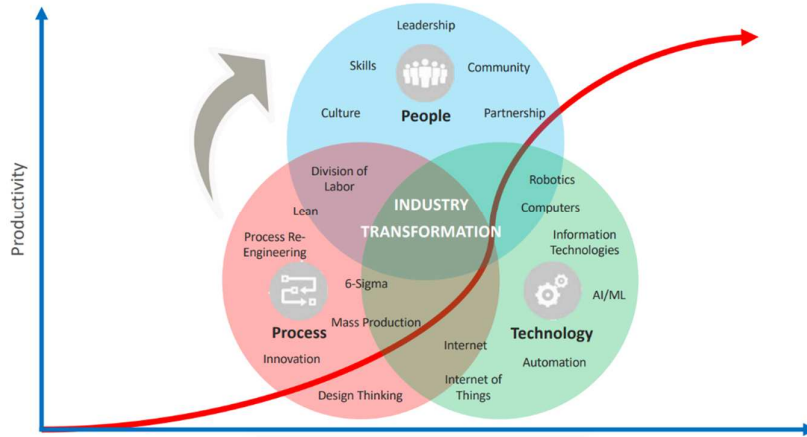 Leadership
Skills
Community
Culture
People
Partnership
Division of
Labor
Robotics
Lean
INDUSTRY
TRANSFORMATION
Computers
Process Re-
Engineering
Information
Technologies
6-Sigma
AI/ML
Mass Production
Process
Technology
Internet
Innovation
Automation
Internet of
Things
Design Thinking
Productivity